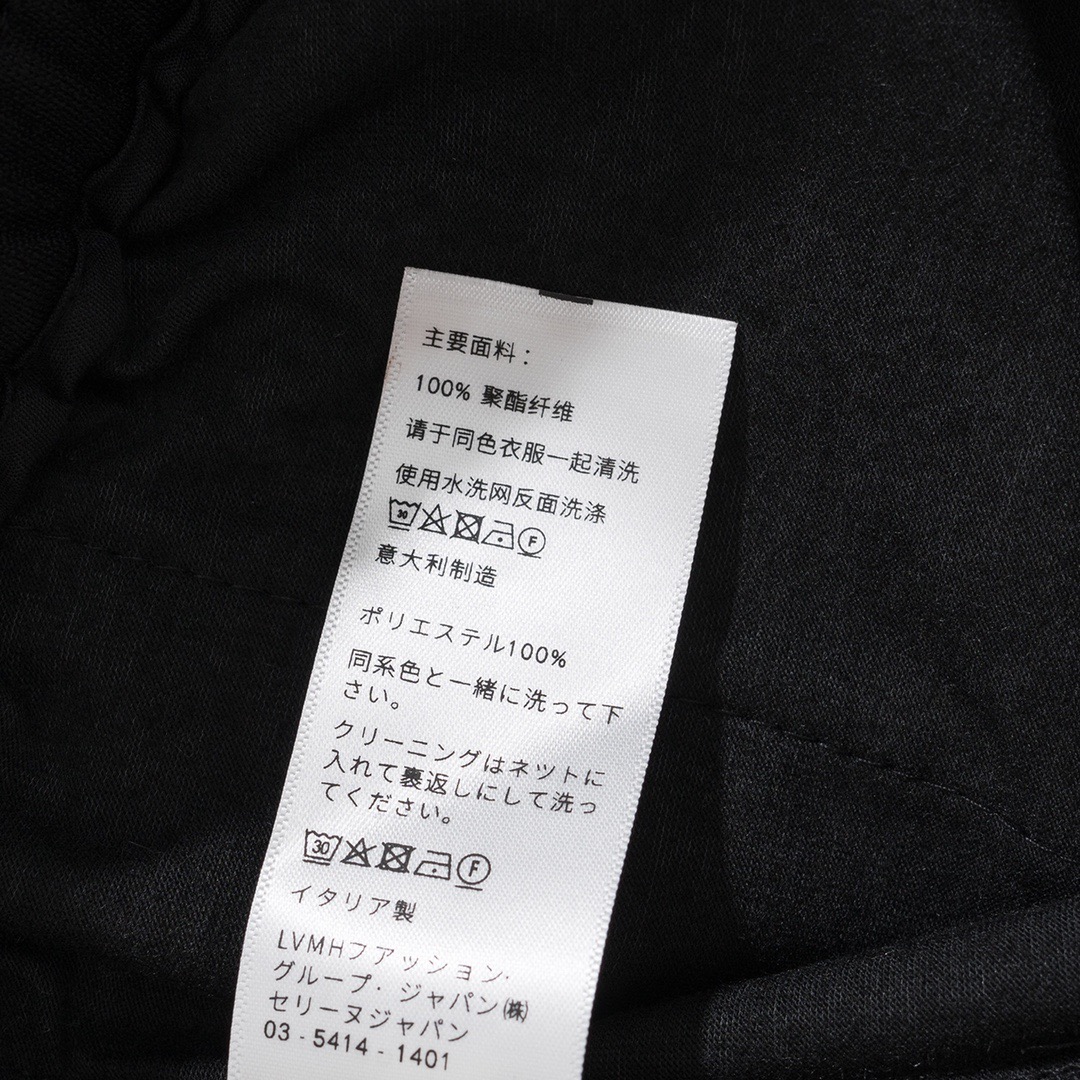 主要面料：
100% 聚酯纤维
请于同色衣服一起清洗
使用水洗网反面洗涤
30 F
意大利制造
ポリエステル100%
同系色と一緒に洗って下
さい。
クリーニングはネツトに
入れて裏返しにして洗っ
てください。
30 F
イタリア製
LVMHフアッション·
グループ·ジャパン㈱
セリーヌジャパン
03 - 5414 - 1401